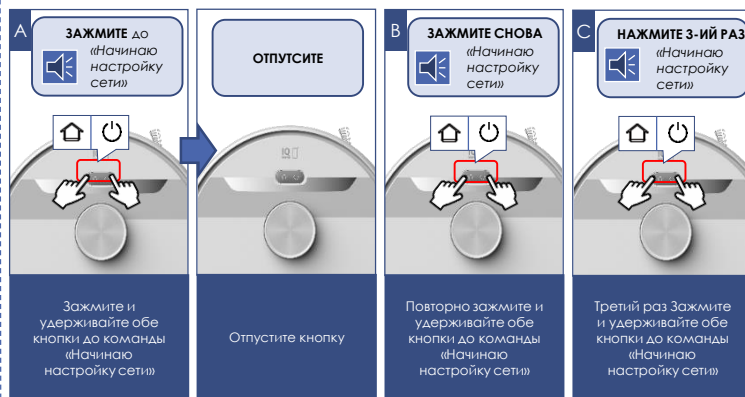 A
ЗАЖМИТЕ до
«Начинаю
настройку
сети»
Зажмите и
удерживайте обе
кнопки до команды
«Начинаю
настройку сети»
ОТПУТСИТЕ
Отпустите кнопку
B
ЗАЖМИТЕ СНОВА
«Начинаю
настройку
сети»
Повторно зажмите и
удерживайте обе
кнопки до команды
«Начинаю
настройку сети»
C
НАЖМИТЕ 3-ИЙ РАЗ
«Начинаю
настройку
сети»
Третий раз Зажмите
и удерживайте обе
кнопки до команды
«Начинаю
настройку сети»